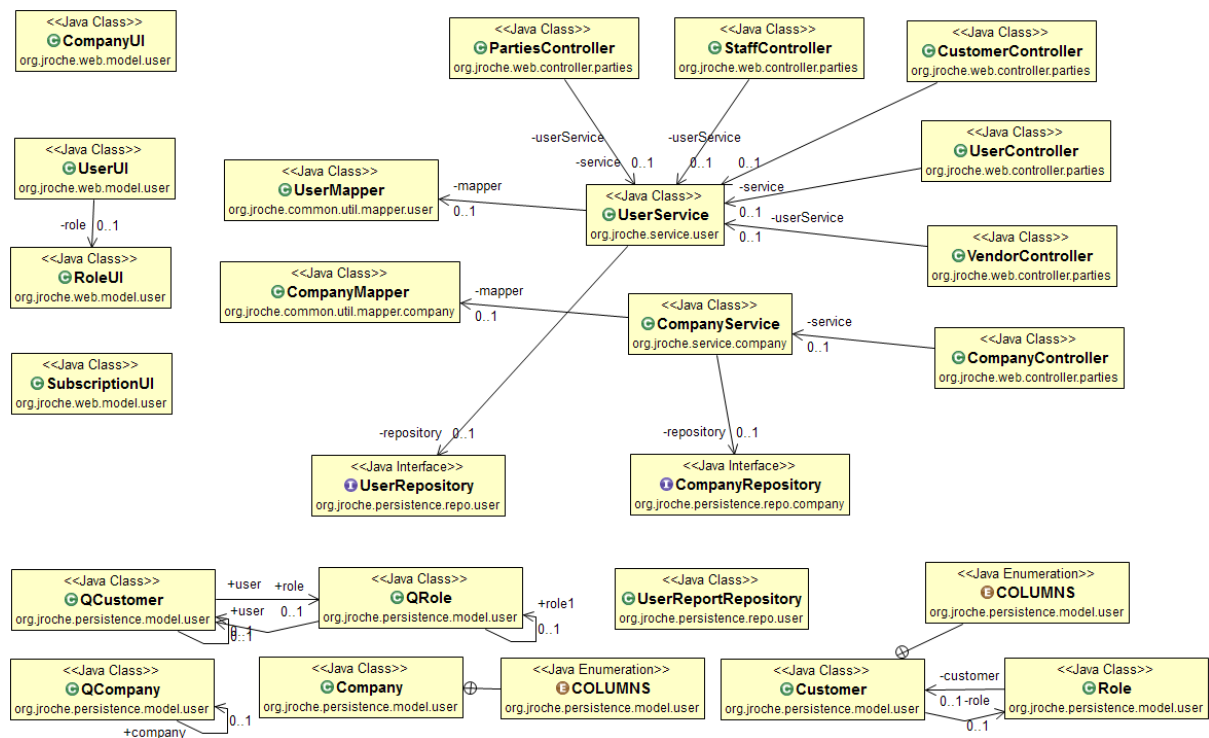 <<Java Class>>
CompanyUI
org.jroche.web.model.user
<<Java Class>>
PartiesController
org.jroche.web.controller.parties
<<Java Class>>
StaffController
org.jroche.web.controller.parties
<<Java Class>>
CustomerController
org.jroche.web.controller.parties
-userService
-userService
-service 0..1
0..1
0..1
<<Java Class>>
UserUI
org.jroche.web.model.user
-role 0..1
<<Java Class>>
RoleUI
org.jroche.web.model.user
<<Java Class>>
UserMapper
org.jroche.common.util.mapper.user
-mapper
0..1
<<Java Class>>
UserService
org.jroche.service.user
<<Java Class>>
UserController
org.jroche.web.controller.parties
-service
0..1
-userService
0..1
<<Java Class>>
VendorController
org.jroche.web.controller.parties
<<Java Class>>
CompanyMapper
org.jroche.common.util.mapper.company
-mapper
0..1
<<Java Class>>
CompanyService
org.jroche.service.company
-service
0..1
<<Java Class>>
CompanyController
org.jroche.web.controller.parties
<<Java Class>>
SubscriptionUI
org.jroche.web.model.user
-repository 0..1
-repository 0..1
<<Java Interface>>
UserRepository
org.jroche.persistence.repo.user
<<Java Interface>>
CompanyRepository
org.jroche.persistence.repo.company
<<Java Class>>
QCustomer
org.jroche.persistence.model.user
+user
+role
+user
0..1
0..1
<<Java Class>>
QRole
org.jroche.persistence.model.user
+role1
0..1
<<Java Class>>
UserReportRepository
org.jroche.persistence.repo.user
<<Java Enumeration>>
COLUMNS
org.jroche.persistence.model.user
<<Java Class>>
QCompany
org.jroche.persistence.model.user
0..1
+company
<<Java Class>>
Company
org.jroche.persistence.model.user
<<Java Enumeration>>
COLUMNS
org.jroche.persistence.model.user
<<Java Class>>
Customer
org.jroche.persistence.model.user
-customer
0..1
-role
0..1
<<Java Class>>
Role
org.jroche.persistence.model.user